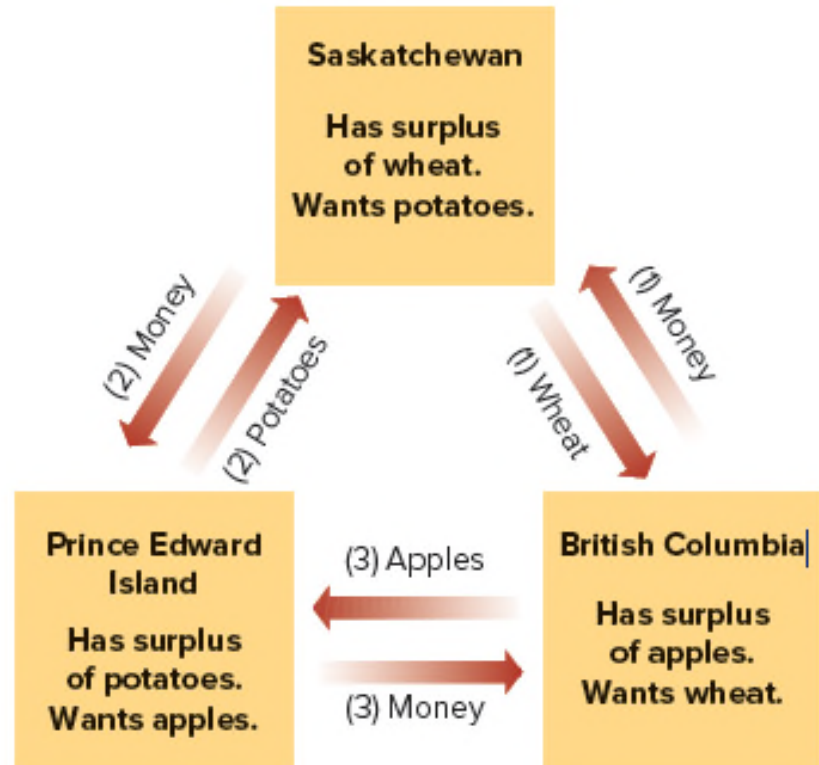 Saskatchewan
Has surplus
of wheat.
Wants potatoes.
(2) Money
(2) Potatoes
(1) Money
(1) Wheat
Prince Edward
Island
Has surplus
of potatoes.
Wants apples.
(3) Apples
(3) Money
British Columbia
Has surplus
of apples.
Wants wheat.